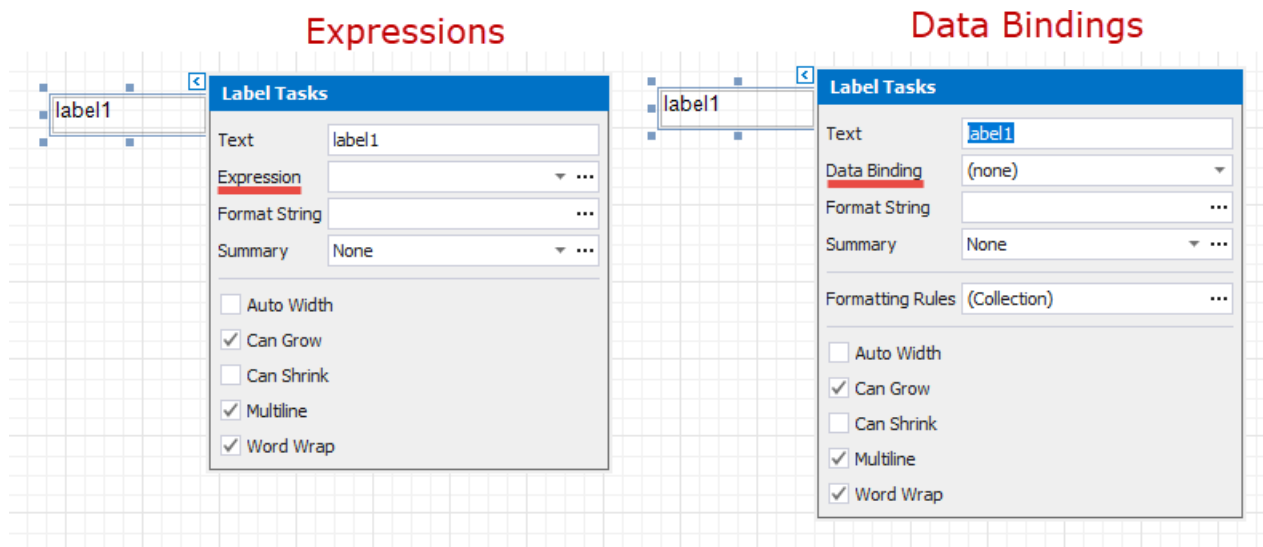 Expressions
label1
Label Tasks
Text label1
Expression
Format String
Summary None
Auto Width
Can Grow
Can Shrink
Multiline
Word Wrap
Data Bindings
label1
Label Tasks
Text label1
Data Binding (none)
Format String
Summary None
Formatting Rules (Collection)
Auto Width
Can Grow
Can Shrink
Multiline
Word Wrap